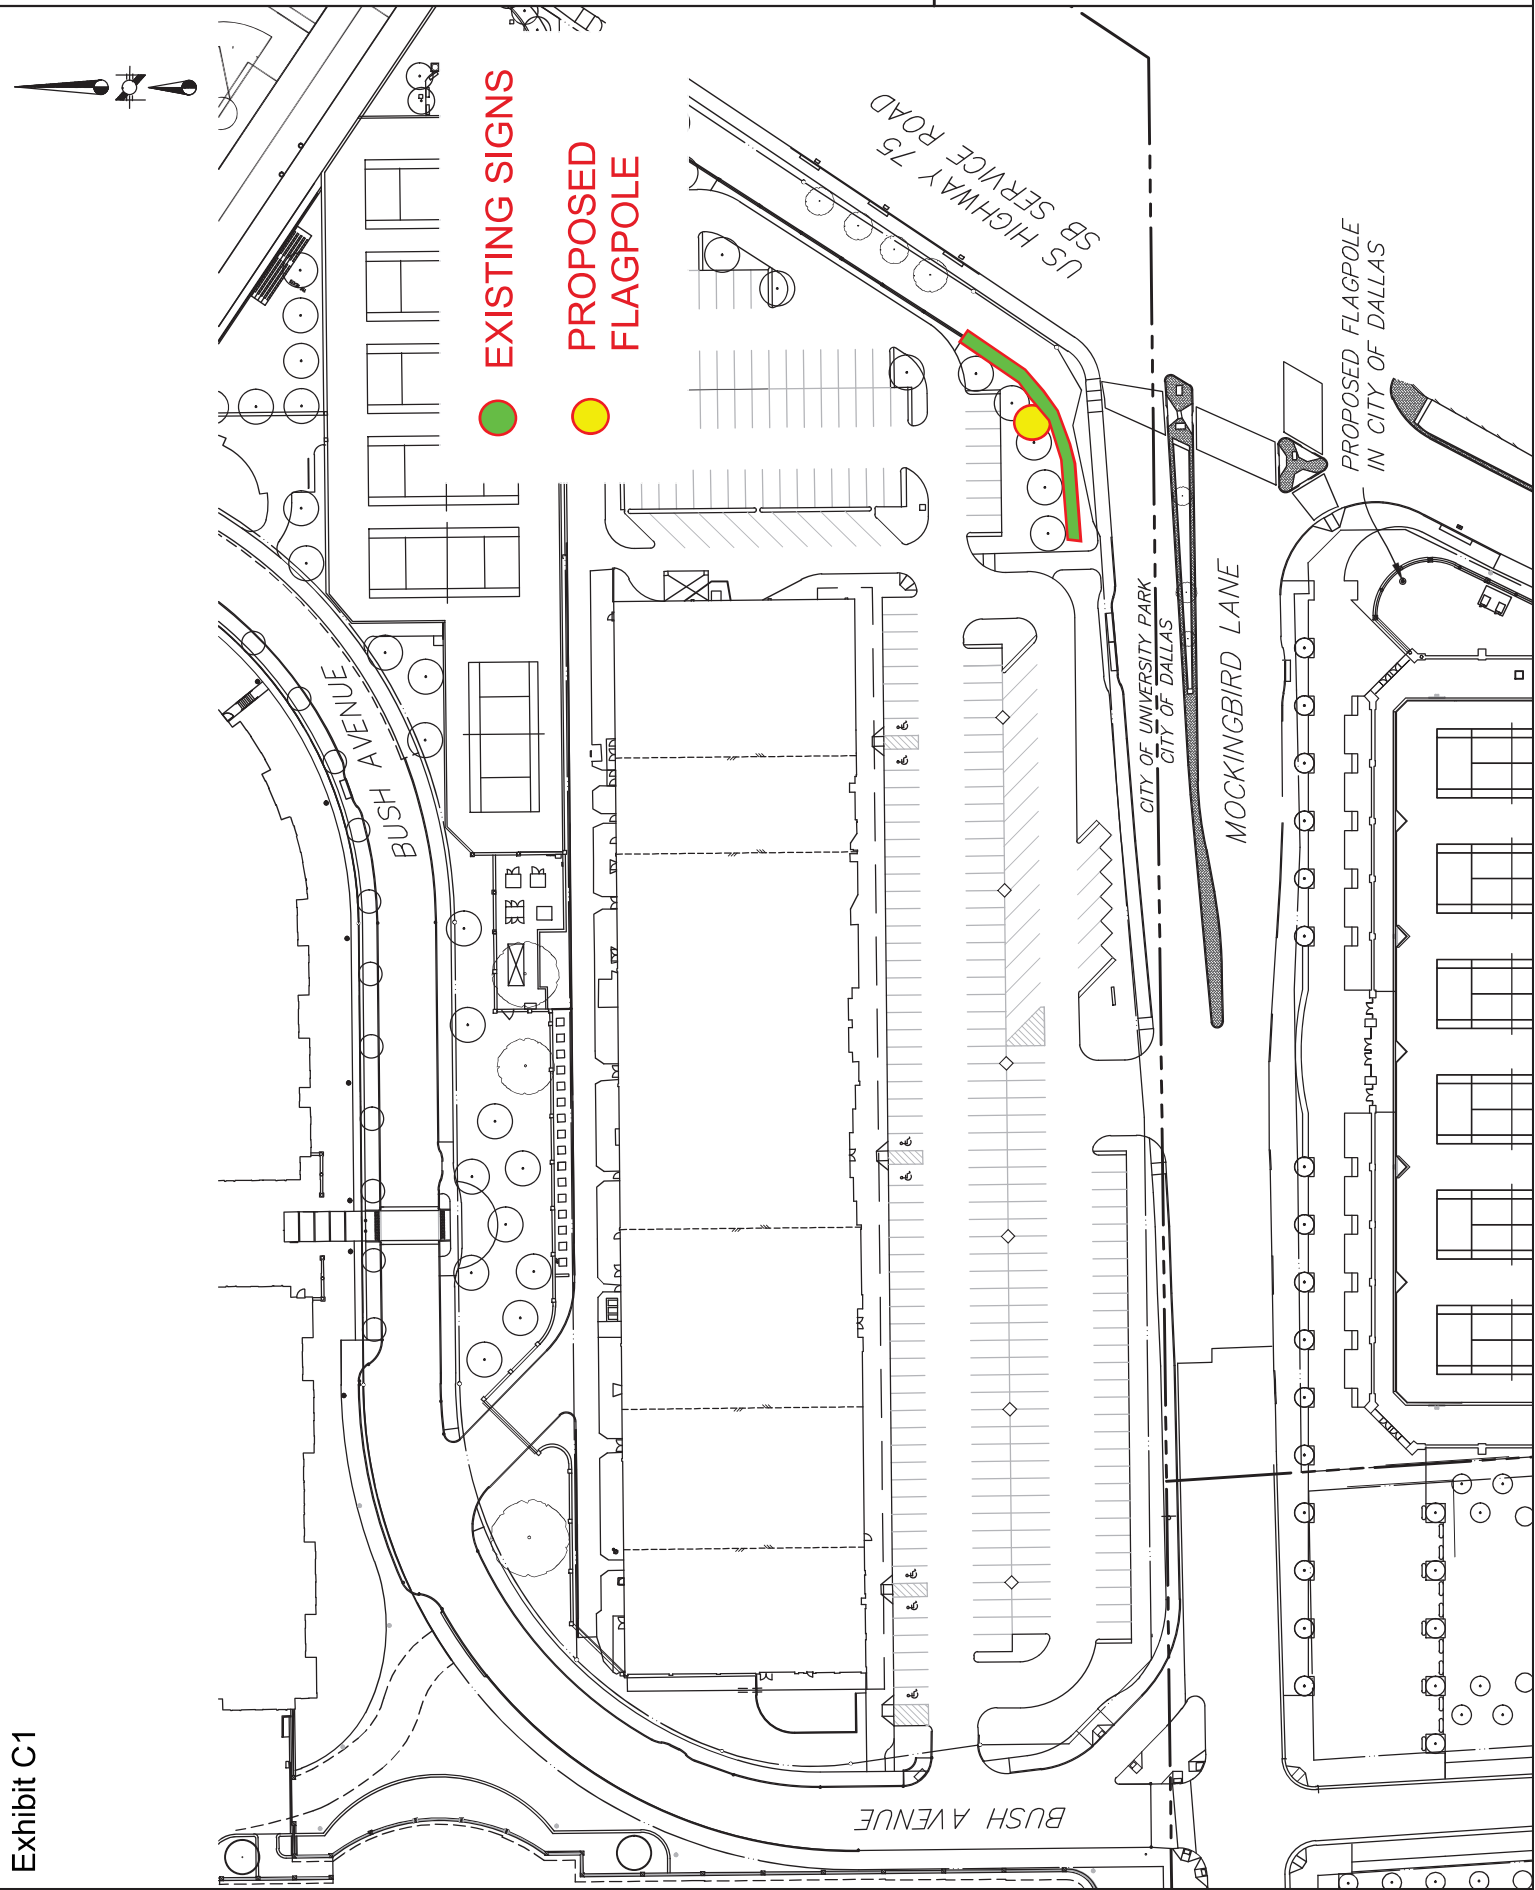 Exhibit C1
EXISTING SIGNS
PROPOSED
FLAGPOLE
US HIGHWAY 75
SB SERVICE ROAD
BUSH AVENUE
CITY OF UNIVERSITY PARK
CITY OF DALLAS
MOCKINGBIRD LANE
PROPOSED FLAGPOLE
IN CITY OF DALLAS
BUSH AVENUE